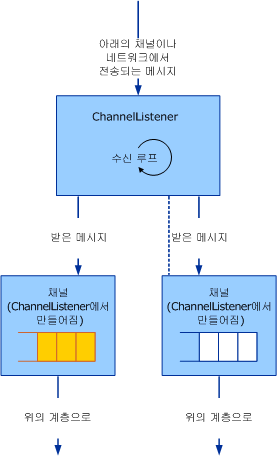 아래의 채널이나
네트워크에서
전송되는 메시지
ChannelListener
수신 루프
받은 메시지
받은 메시지
채널
(ChannelListener에서
만들어짐)
채널
(ChannelListener에서
만들어짐)
위의 계층으로
위의 계층으로